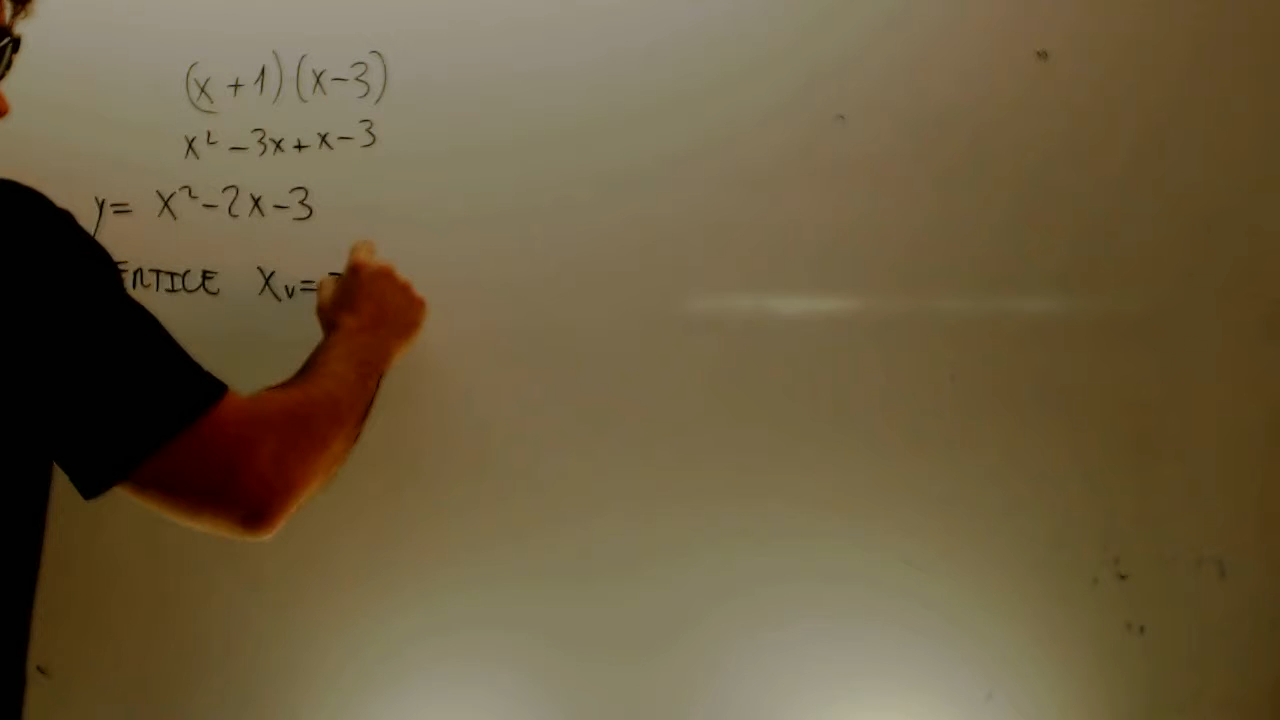 (x+1)(x-3)
x²-3x+x-3
y= x²-2x-3
ERTICE Xv=